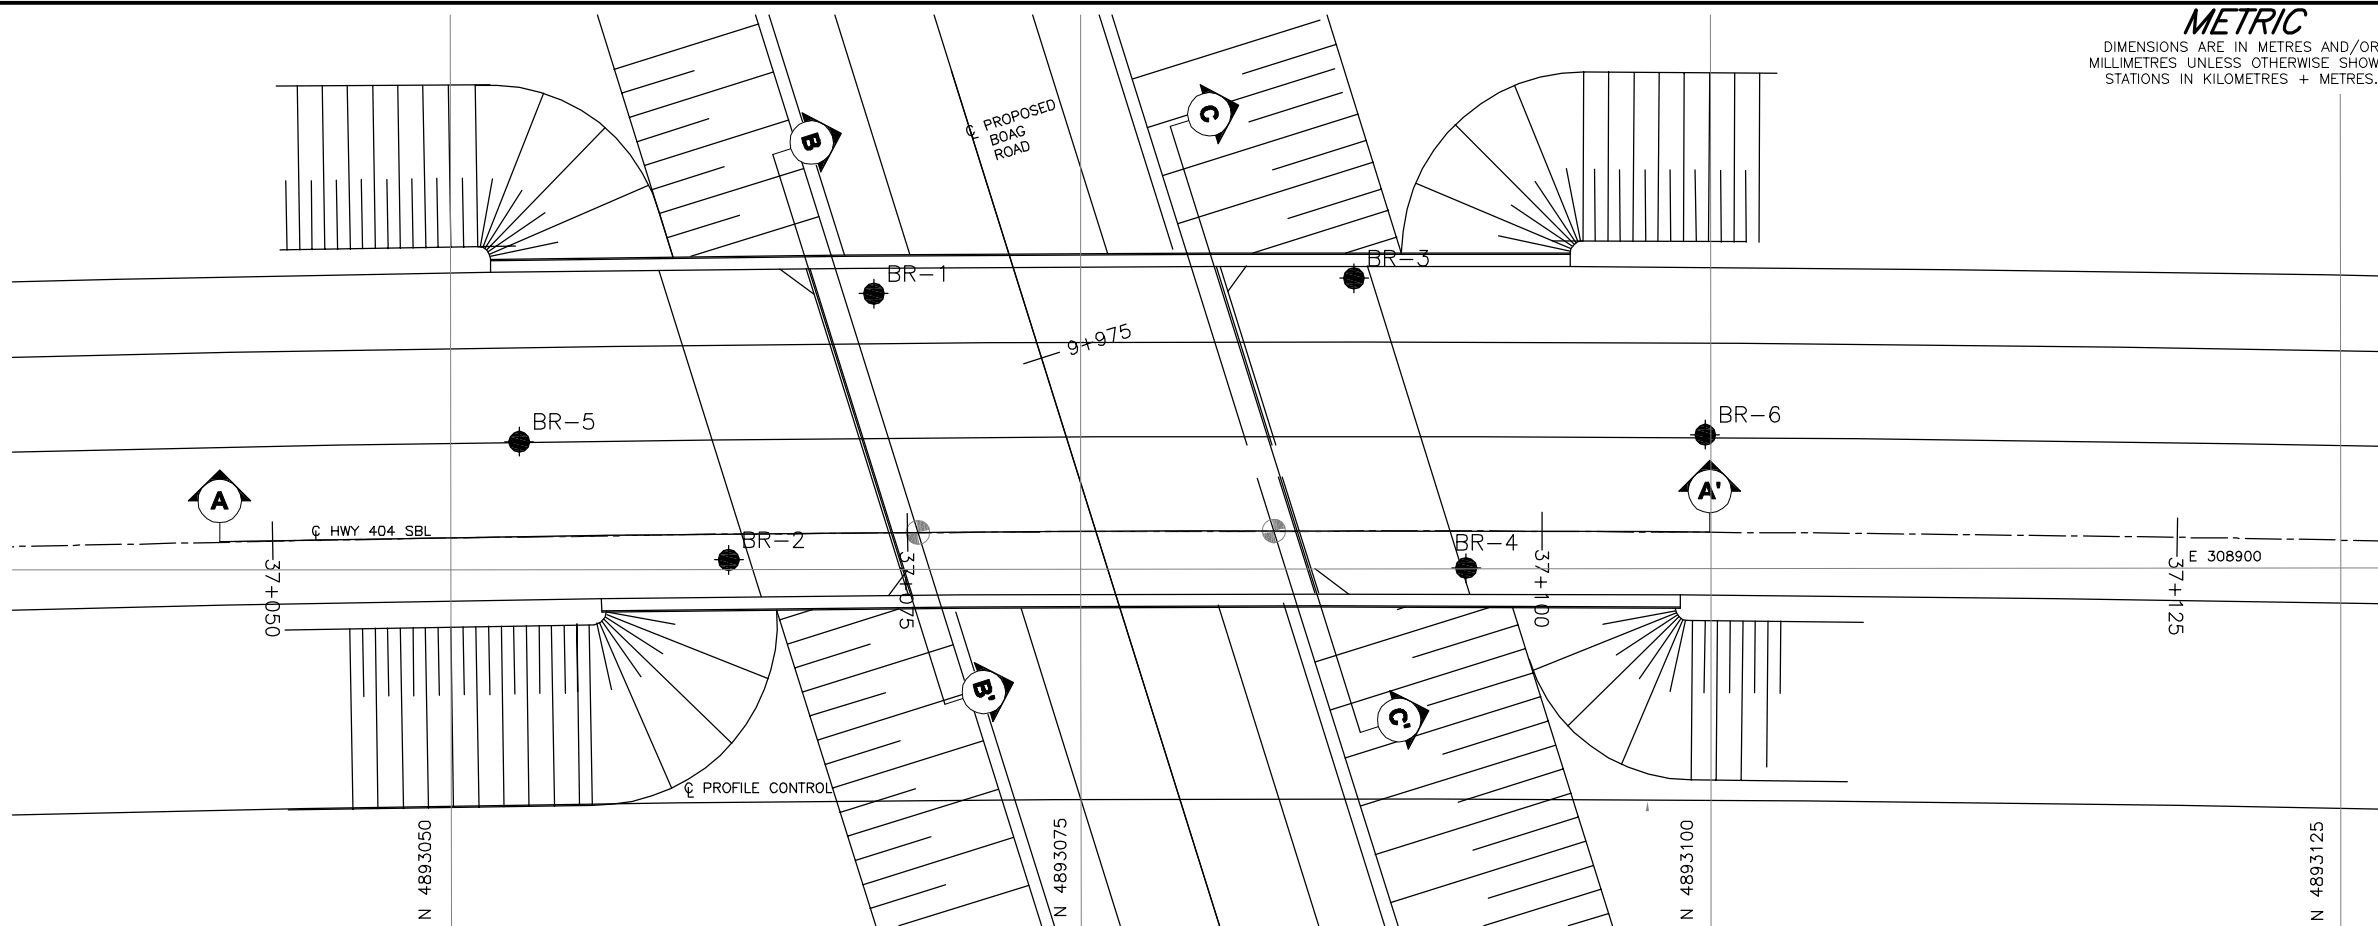 METRIC
DIMENSIONS ARE IN METRES AND/OR
MILLIMETRES UNLESS OTHERWISE SHOW
STATIONS IN KILOMETRES + METRES.
B
C
℄ PROPOSED
BOAG
ROAD
BR-1
BR-3
9+975
BR-5
BR-6
A
A'
℄ HWY 404 SBL
BR-2
BR-4
E 308900
37+050
37+075
37+100
37+125
B'
C'
℄ PROFILE CONTROL
N 4893050
N 4893075
N 4893100
N 4893125